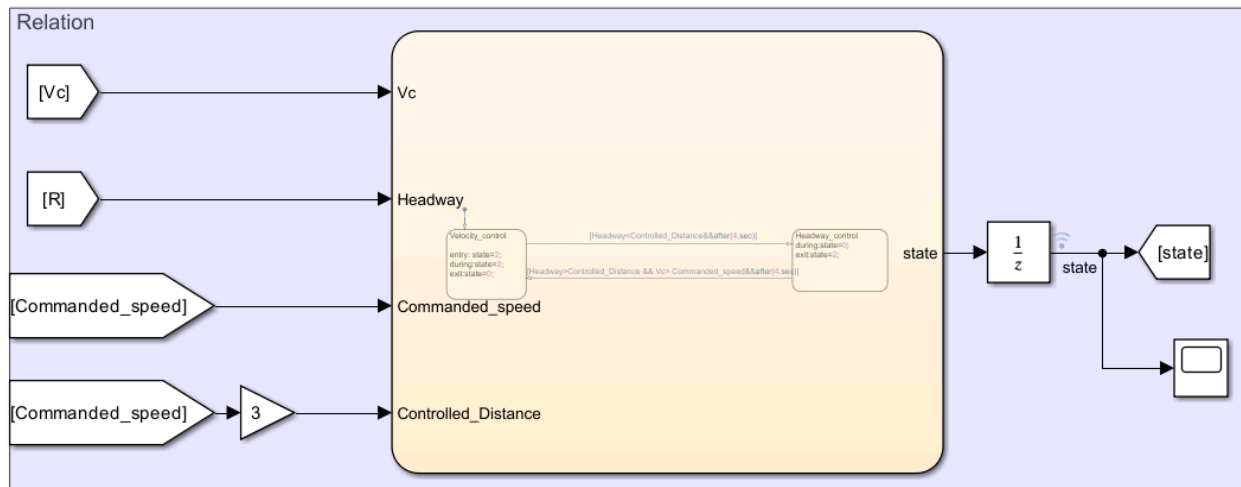 Relation
[Vc]
Vc
[R]
Headway
Velocity_control
entry: state=2;
during:state=2;
exit:state=0;
[Headway<Controlled_Distance&&after(4,sec)]
[Headway>Controlled_Distance && Vc> Commanded_speed&&after(4,sec)]
Headway_control
during:state=0;
exit:state=2;
state
1
z
state
[state]
[Commanded_speed]
Commanded_speed
[Commanded_speed]
3
Controlled_Distance